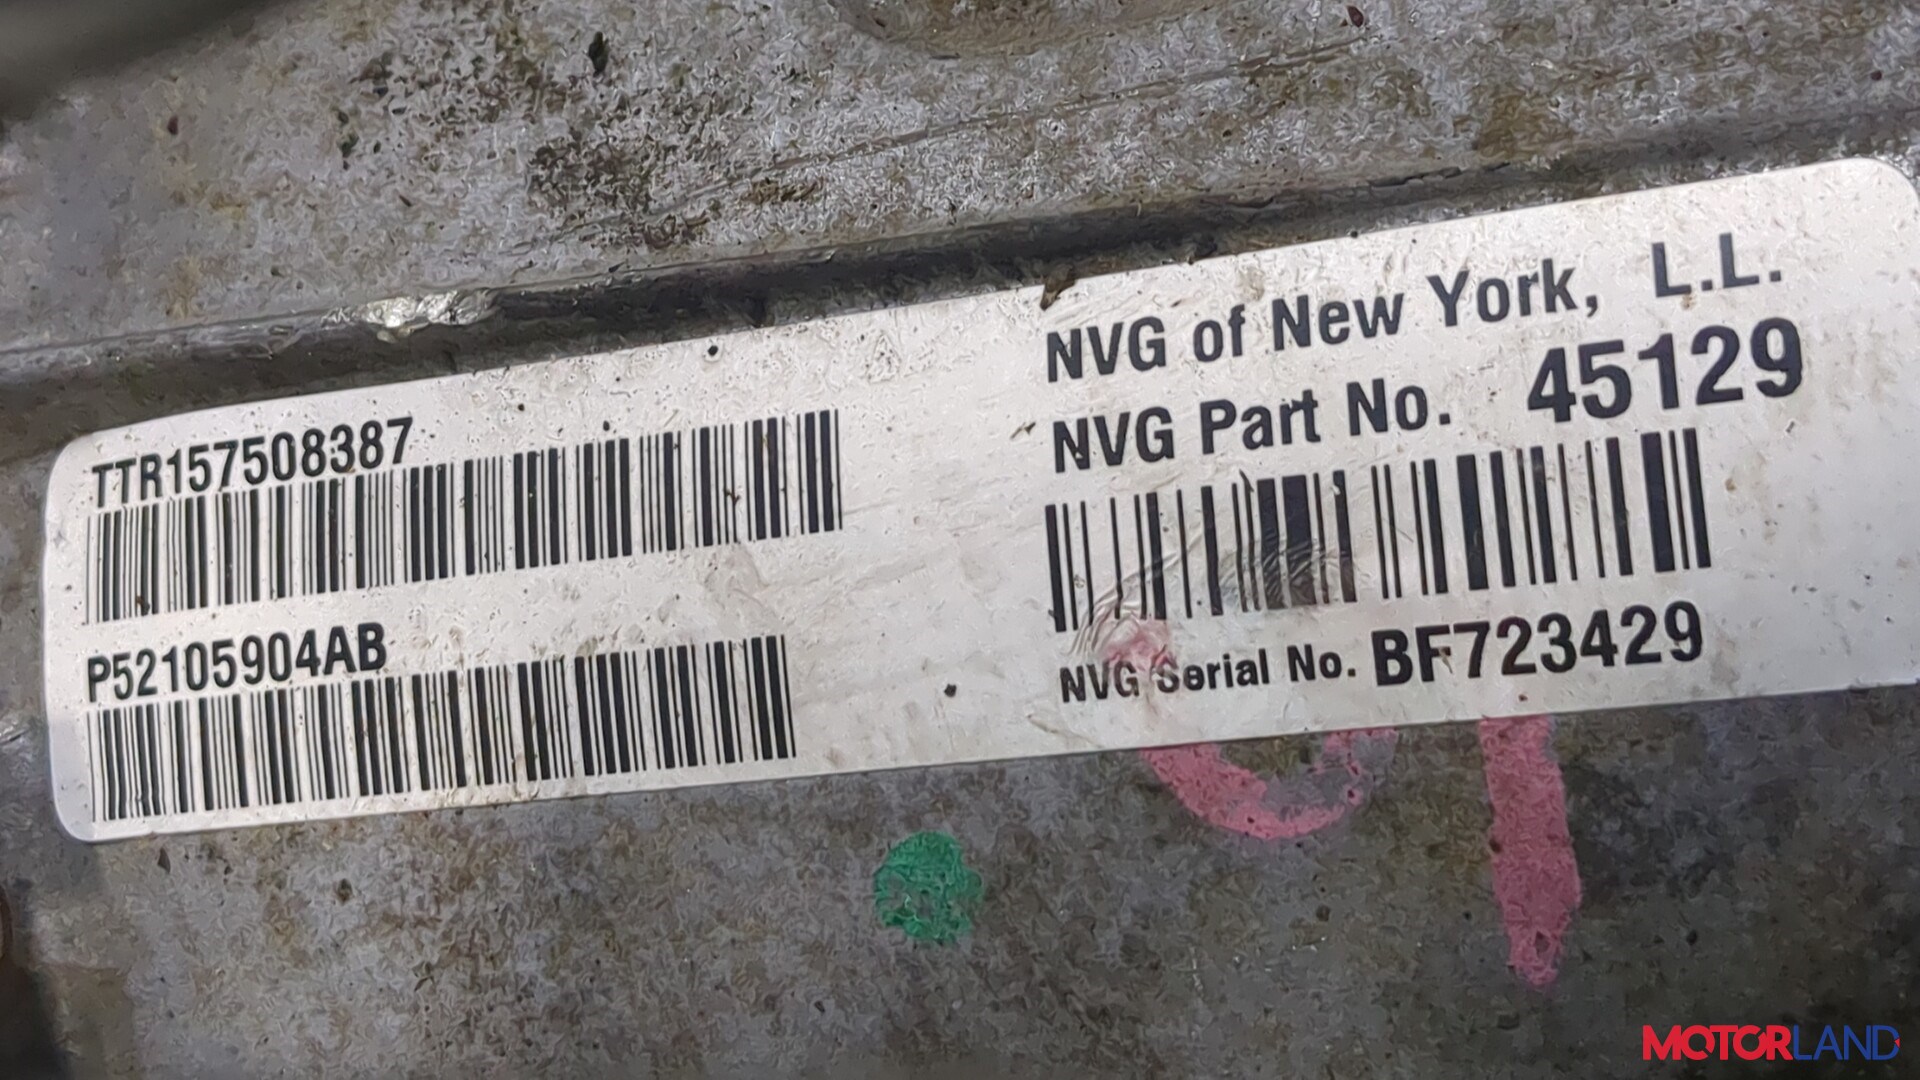 TTR157508387
P52105904AB
NVG of New York, L.L.
NVG Part No. 45129
NVG Serial No. BF723429
MOTORLAND